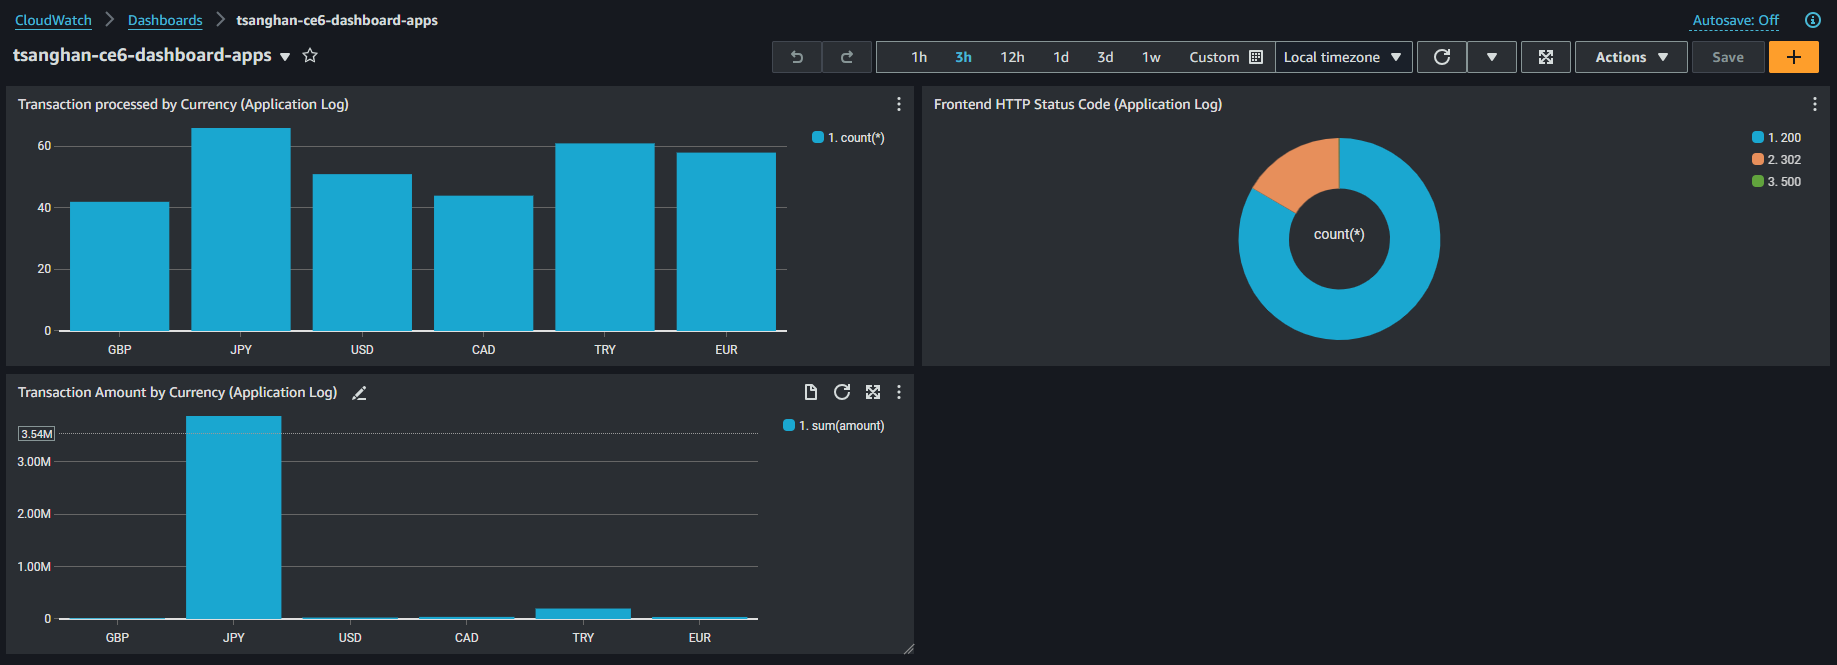 CloudWatch > Dashboards > tsanghan-ce6-dashboard-apps
Autosave: Off
tsanghan-ce6-dashboard-apps
1h 3h 12h 1d 3d 1w Custom Local timezone Actions Save
Transaction processed by Currency (Application Log)
60
40
20
0
GBP JPY USD CAD TRY EUR
1. count(*)
Frontend HTTP Status Code (Application Log)
count(*)
1. 200
2. 302
3. 500
Transaction Amount by Currency (Application Log)
3.54M
3.00M
2.00M
1.00M
0
GBP JPY USD CAD TRY EUR
1. sum(amount)